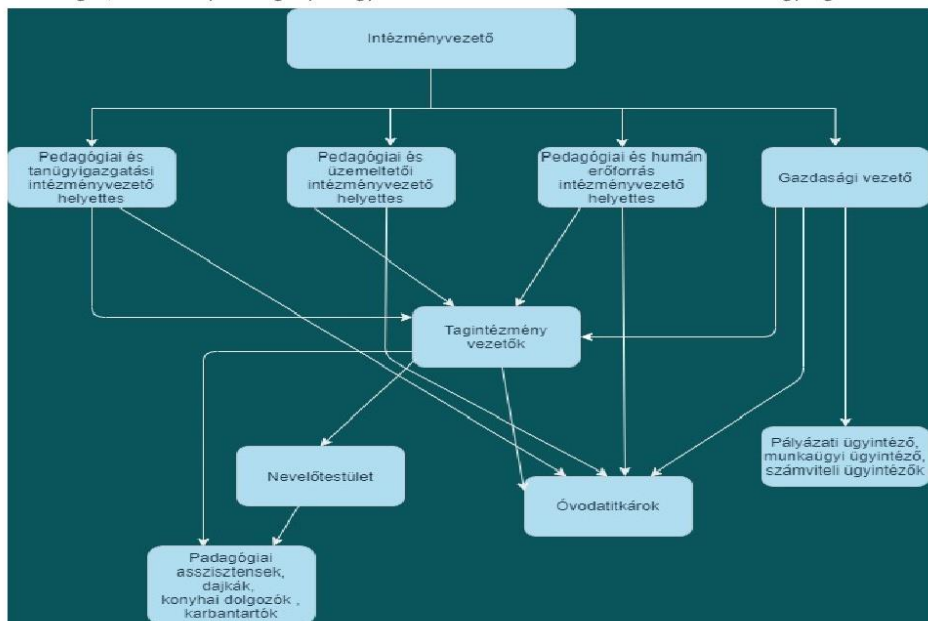 Intézményvezető
Pedagógiai és
tanügyigazgatási
intézményvezető
helyettes
Pedagógiai és
üzemeltetői
intézményvezető
helyettes
Pedagógiai és humán
erőforrás
intézményvezető
helyettes
Gazdasági vezető
Tagintézmény
vezetők
Nevelőtestület
Óvodatitkárok
Pályázati ügyintéző,
munkaügyi ügyintéző,
számviteli ügyintézők
Padagógiai
asszisztensek,
dajkák,
konyhai dolgozók ,
karbantartók